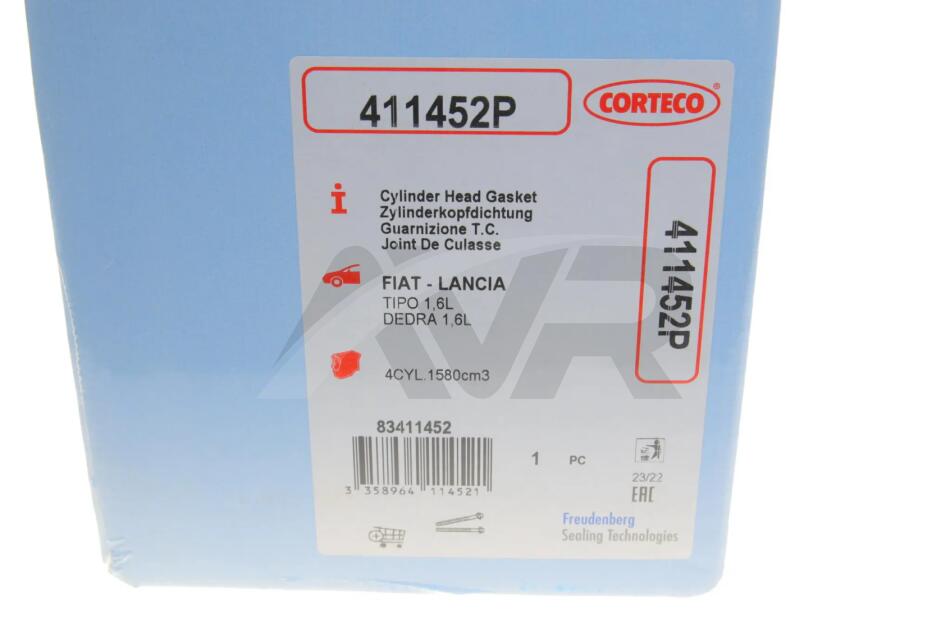 411452P
CORTECO®
Cylinder Head Gasket
Zylinderkopfdichtung
Guarnizione T.C.
Joint De Culasse
FIAT - LANCIA
TIPO 1,6L
DEDRA 1,6L
4CYL.1580cm3
411452P
83411452
3 358964 114521
1 PC
23/22
EAC
Freudenberg
Sealing Technologies
AVR